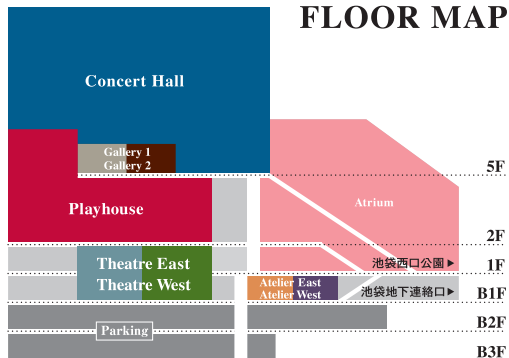 FLOOR MAP
Concert Hall
Gallery 1
Gallery 2
5F
Playhouse
Atrium
2F
Theatre East
Theatre West
池袋西口公園▶
1F
Atelier East
Atelier West
池袋地下連絡口▶
B1F
B2F
Parking
B3F